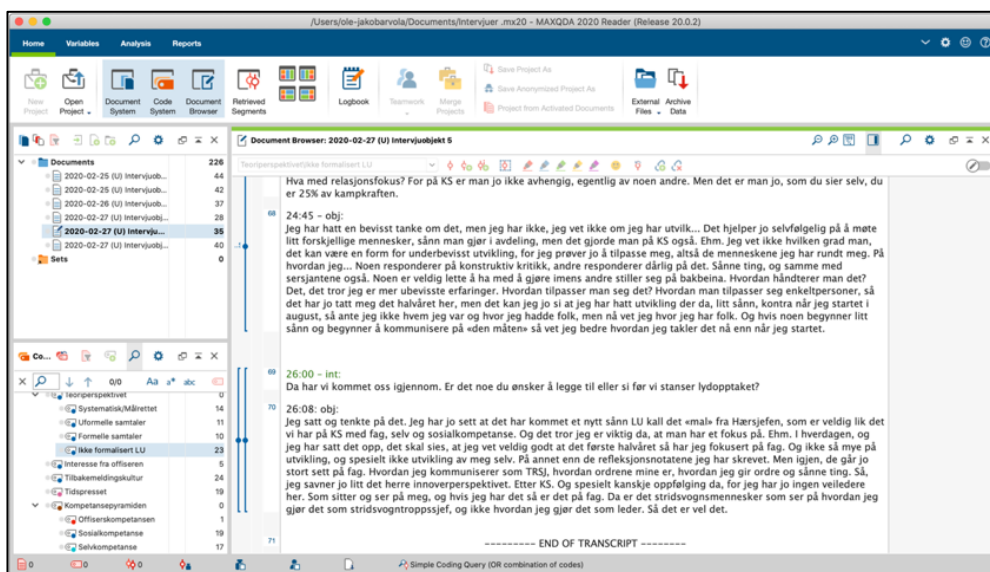 /Users/ole-jakobarvola/Documents/Intervjuer .mx20 - MAXQDA 2020 Reader (Release 20.0.2)
Home Variables Analysis Reports
New Project
Open Project
Document System
Code System
Document Browser
Retrieved Segments
Logbook
Teamwork
Merge Projects
Save Project As
Save Anonymized Project As
Project from Activated Documents
External Files
Archive Data
Documents 226
2020-02-25 (U) Intervjuob... 44
2020-02-25 (U) Intervjuob... 42
2020-02-26 (U) Intervjuob... 37
2020-02-27 (U) Intervjuobj... 28
2020-02-27 (U) Intervjuobj... 35
2020-02-27 (U) Intervjuobj... 40
Sets 0
Co...
0/0 Aa a* abc
Teoriperspektivet 0
Systematisk/Målrettet 14
Uformelle samtaler 11
Formelle samtaler 10
Ikke formalisert LU 23
Interesse fra offiseren 5
Tilbakemeldingskultur 24
Tidspresset 19
Kompetansepyramiden 0
Offiserskompetansen 1
Sosialkompetanse 19
Selvkompetanse 17
Document Browser: 2020-02-27 (U) Intervjuobjekt 5
Teoriperspektivet\Ikke formalisert LU
Hva med relasjonsfokus? For på KS er man jo ikke avhengig, egentlig av noen andre. Men det er man jo, som du sier selv, du
er 25% av kampkraften.
68 24:45 - obj:
Jeg har hatt en bevisst tanke om det, men jeg har ikke, jeg vet ikke om jeg har utvilk... Det hjelper jo selvfølgelig på å møte
litt forskjellige mennesker, sånn man gjør i avdeling, men det gjorde man på KS også. Ehm. Jeg vet ikke hvilken grad man,
det kan være en form for underbevisst utvikling, for jeg prøver jo å tilpasse meg, altså de menneskene jeg har rundt meg. På
hvordan jeg... Noen responderer på konstruktiv kritikk, andre responderer dårlig på det. Sånne ting, og samme med
sersjantene også. Noen er veldig lette å ha med å gjøre imens andre stiller seg på bakbeina. Hvordan håndterer man det?
Det, det tror jeg er mer ubevisste erfaringer. Hvordan tilpasser man seg det? Hvordan man tilpasser seg enkeltpersoner, så
det har jo tatt meg det halvåret her, men det kan jeg jo si at jeg har hatt utvikling der da, litt sånn, kontra når jeg startet i
august, så ante jeg ikke hvem jeg var og hvor jeg hadde folk, men nå vet jeg hvor jeg har folk. Og hvis noen begynner litt
sånn og begynner å kommunisere på «den måten» så vet jeg bedre hvordan jeg takler det nå enn når jeg startet.
69 26:00 - int:
Da har vi kommet oss igjennom. Er det noe du ønsker å legge til eller si før vi stanser lydopptaket?
70 26:08: obj:
Jeg satt og tenkte på det. Jeg har jo sett at det har kommet et nytt sånn LU kall det «mal» fra Hærsjefen, som er veldig lik det
vi har på KS med fag, selv og sosialkompetanse. Og det tror jeg er viktig da, at man har et fokus på. Ehm. I hverdagen, og
jeg har satt det opp, det skal sies, at jeg vet veldig godt at det første halvåret så har jeg fokusert på fag. Og ikke så mye på
utvikling, og spesielt ikke utvikling av meg selv. På annet enn de refleksjonsnotatene jeg har skrevet. Men igjen, de går jo
stort sett på fag. Hvordan jeg kommuniserer som TRSJ, hvordan ordrene mine er, hvordan jeg gir ordre og sånne ting. Så,
jeg savner jo litt det herre innoverperspektivet. Etter KS. Og spesielt kanskje oppfølging da, for jeg har jo ingen veiledere
her. Som sitter og ser på meg, og hvis jeg har det så er det på fag. Da er det stridsvognsmennesker som ser på hvordan jeg
gjør det som stridsvogntroppssjef, og ikke hvordan jeg gjør det som leder. Så det er vel det.
71 --------- END OF TRANSCRIPT --------
0 0 0 Simple Coding Query (OR combination of codes)